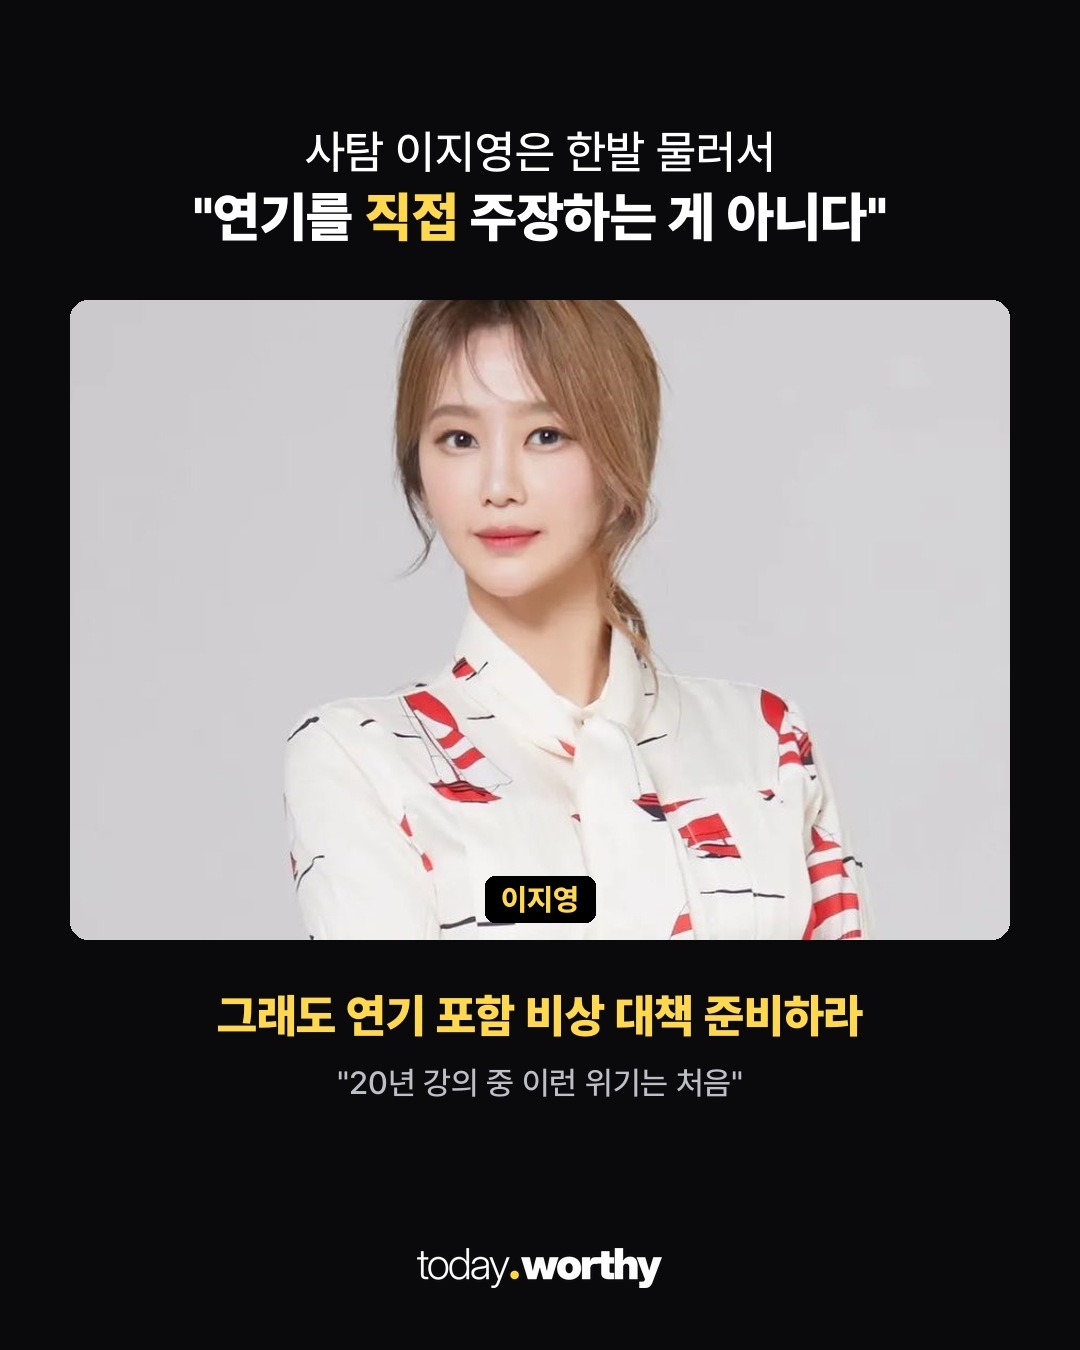 사탐 이지영은 한발 물러서
"연기를 직접 주장하는 게 아니다"
이지영
그래도 연기 포함 비상 대책 준비하라
"20년 강의 중 이런 위기는 처음"
today.worthy